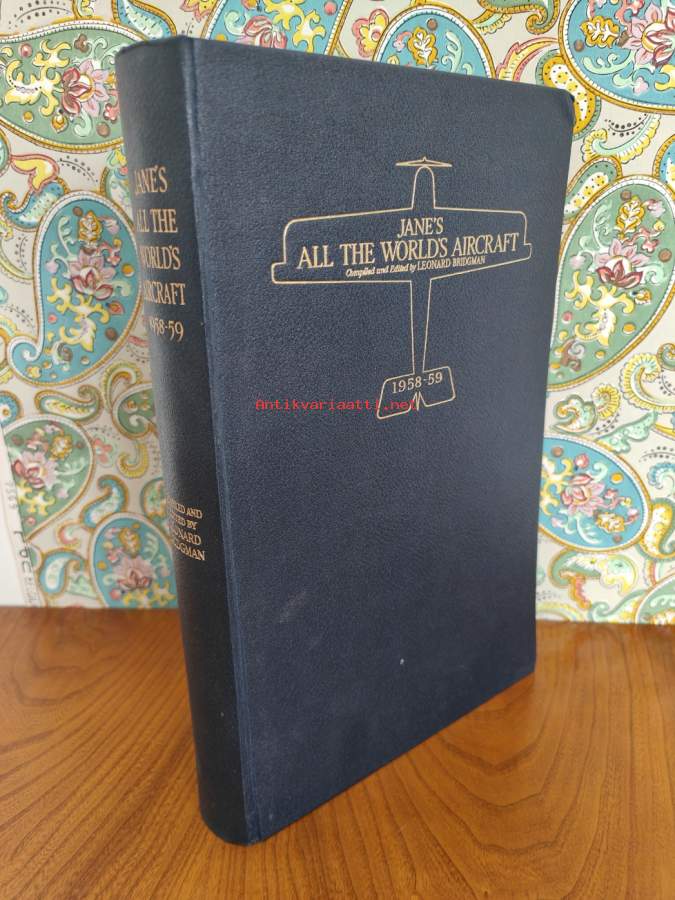 JANE'S
ALL THE
WORLD'S
AIRCRAFT
1958-59
LEONARD
JANE'S
ALL THE WORLD'S AIRCRAFT
Compiled and Edited by LEONARD BRIDGMAN
1958-59
Antikvariaatti.net